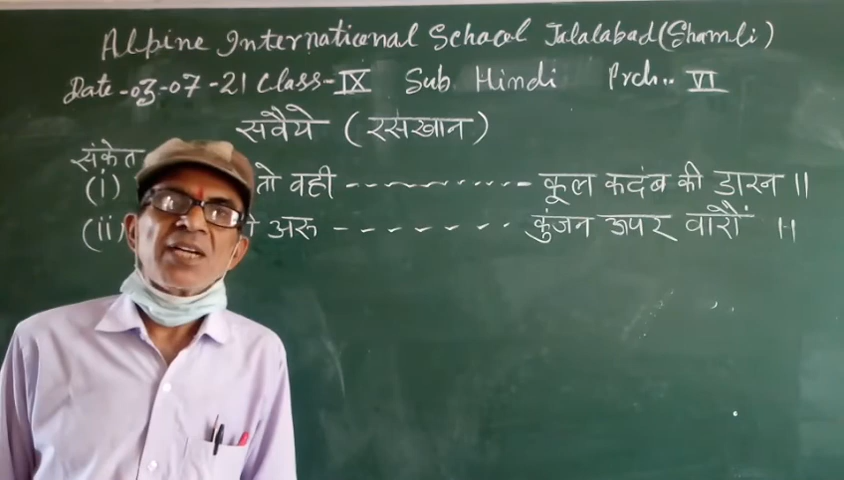 Alpine International School Jalalabad (Shamli)
Date -03-07-21 Class-IX Sub Hindi Prd.. VI
सवैये (रसखान)
संकेत
(i) तो वही ----------- कूल कदंब की डारन ॥
(ii) अरु -------- कुंजन ऊपर वारौं ॥